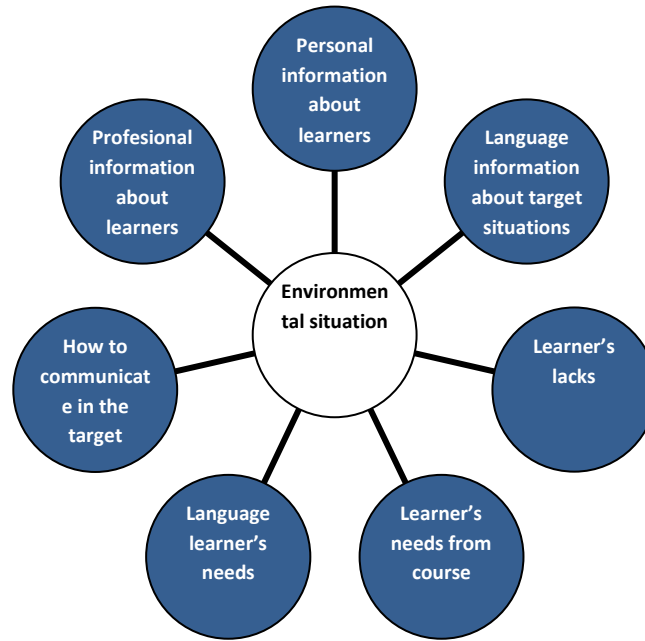 Personal
information
about
learners
Language
information
about target
situations
Learner’s
lacks
Learner’s
needs from
course
Language
learner’s
needs
How to
communicat
e in the
target
Profesional
information
about
learners
Environmen
tal situation